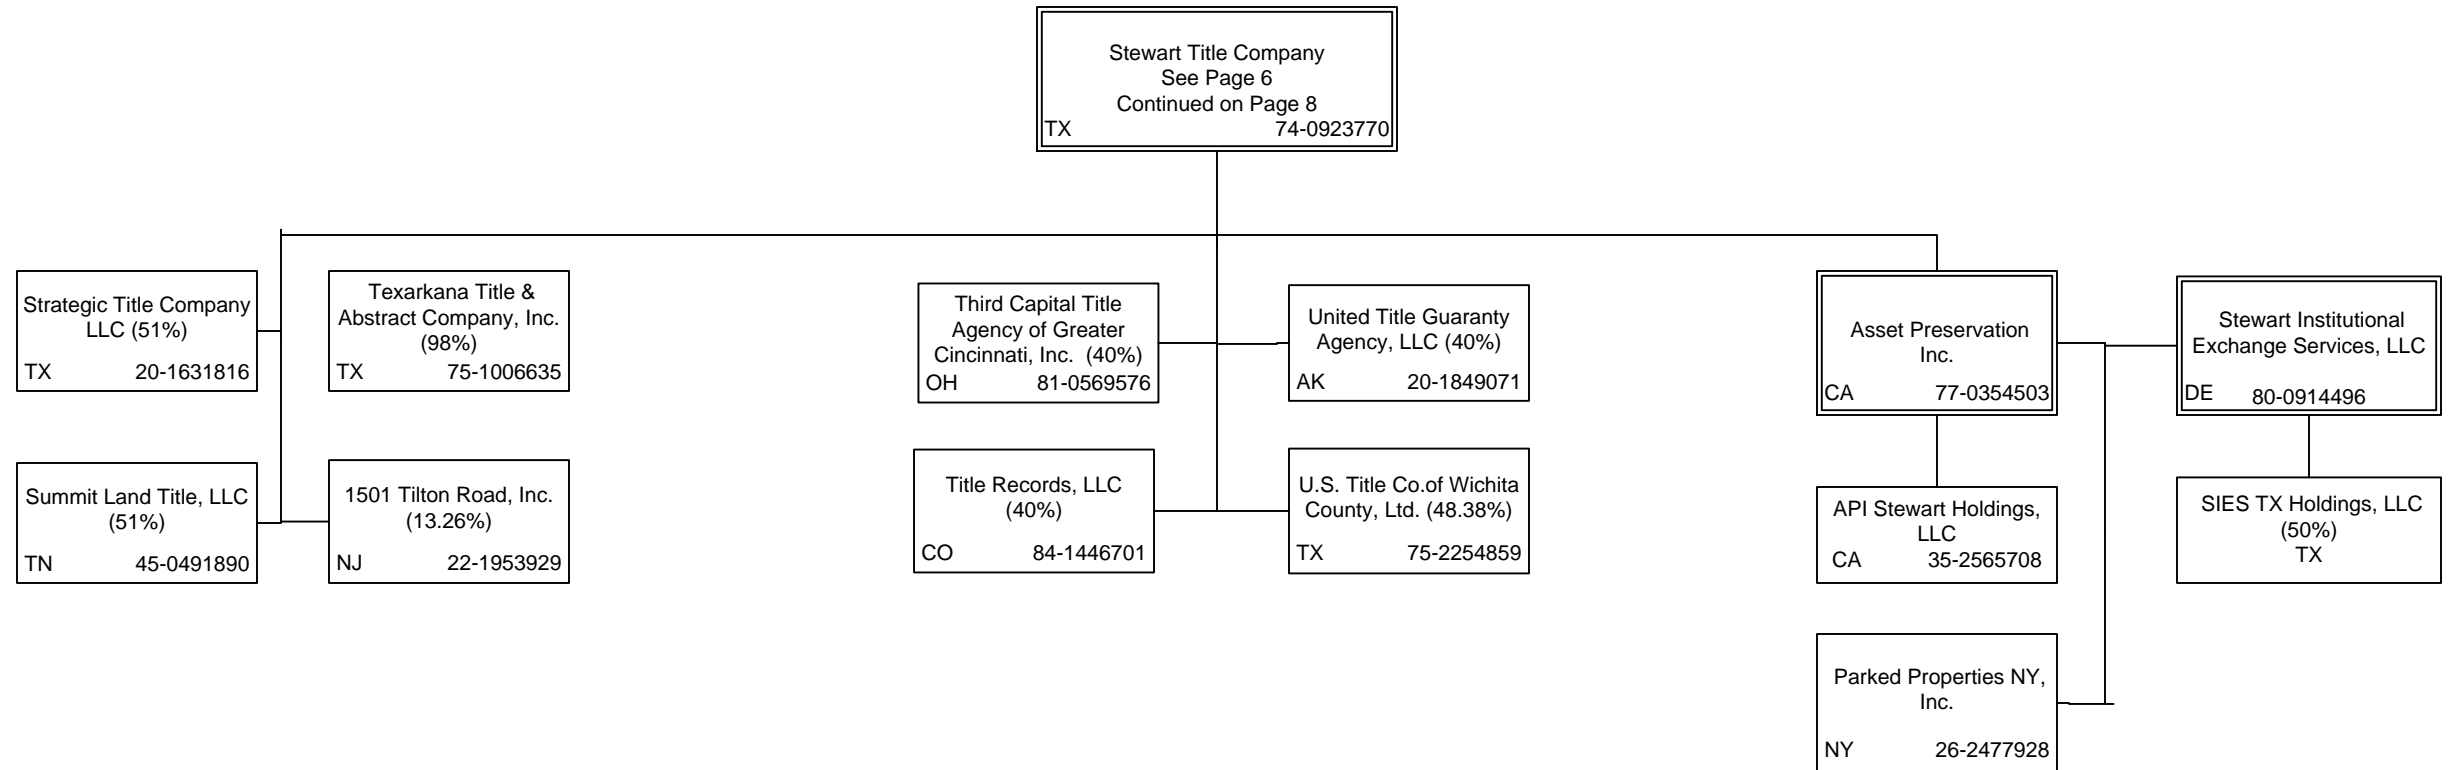 Stewart Title Company
See Page 6
Continued on Page 8
TX 74-0923770
Strategic Title Company
LLC (51%)
TX 20-1631816
Texarkana Title &
Abstract Company, Inc.
(98%)
TX 75-1006635
Third Capital Title
Agency of Greater
Cincinnati, Inc. (40%)
OH 81-0569576
United Title Guaranty
Agency, LLC (40%)
AK 20-1849071
Asset Preservation
Inc.
CA 77-0354503
Stewart Institutional
Exchange Services, LLC
DE 80-0914496
Summit Land Title, LLC
(51%)
TN 45-0491890
1501 Tilton Road, Inc.
(13.26%)
NJ 22-1953929
Title Records, LLC
(40%)
CO 84-1446701
U.S. Title Co.of Wichita
County, Ltd. (48.38%)
TX 75-2254859
API Stewart Holdings,
LLC
CA 35-2565708
SIES TX Holdings, LLC
(50%)
TX
Parked Properties NY,
Inc.
NY 26-2477928